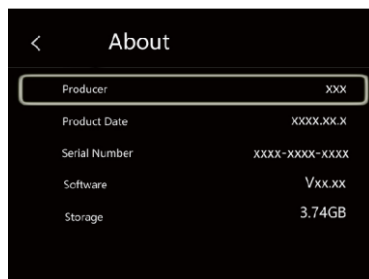 < About
Producer xxx
Product Date xxxx.xx.x
Serial Number xxxx-xxxx-xxxx
Software Vxx.xx
Storage 3.74GB